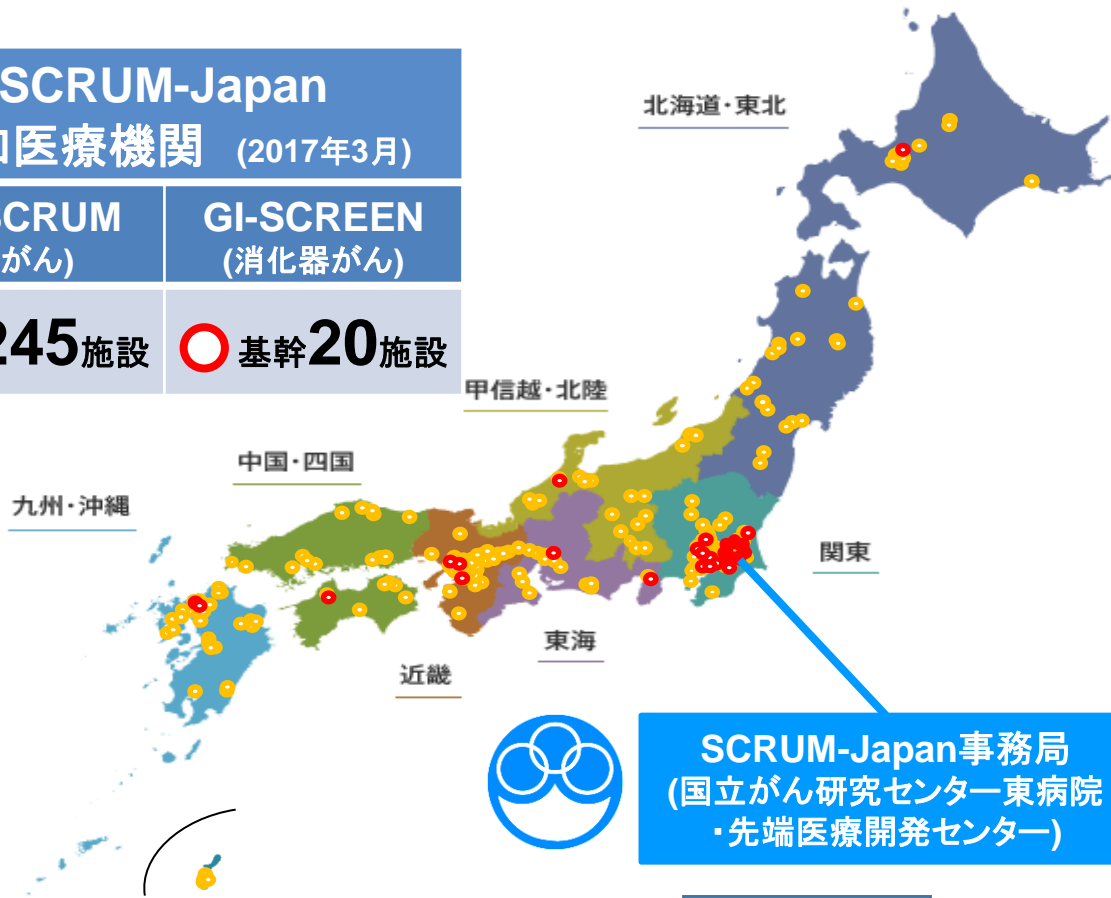 SCRUM-Japan
医療機関 (2017年3月)
CRUM
がん)
GI-SCREEN
(消化器がん)
245施設
基幹20施設
北海道・東北
甲信越・北陸
中国・四国
九州・沖縄
関東
東海
近畿
SCRUM-Japan事務局
(国立がん研究センター東病院
・先端医療開発センター)